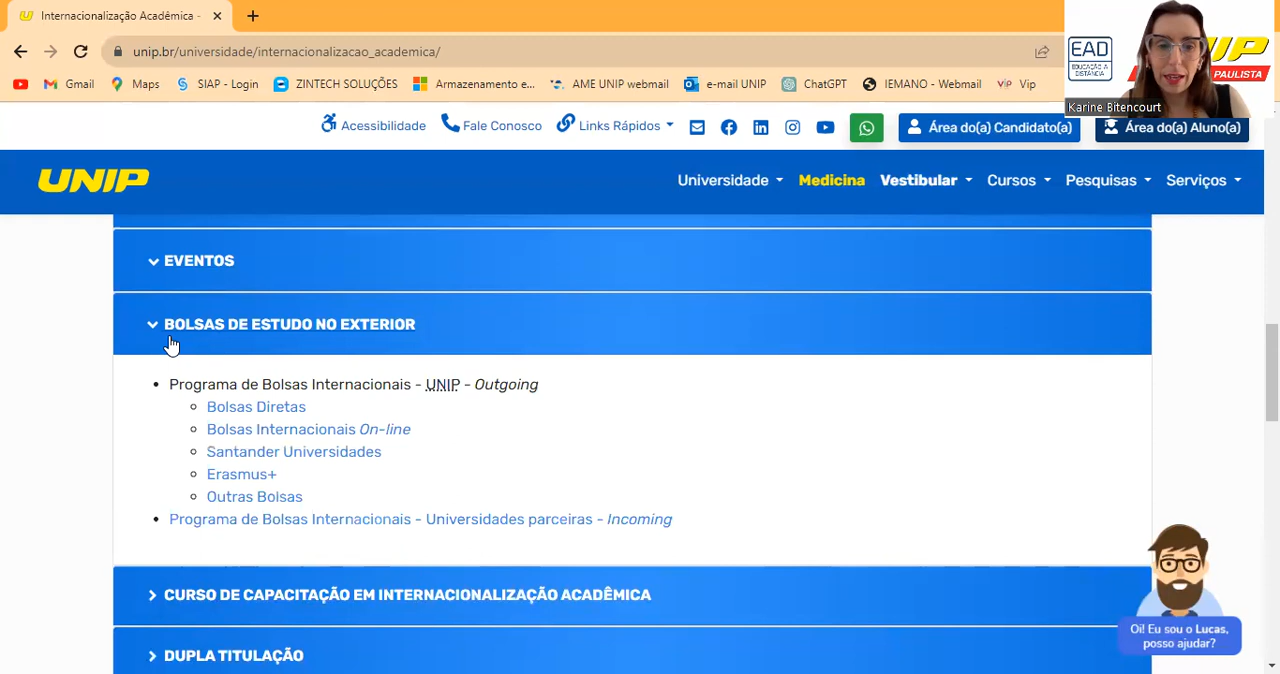 Internacionalização Acadêmica -
unip.br/universidade/internacionalizacao_academica/
Gmail Maps SIAP - Login ZINTECH SOLUÇÕES Armazenamento e... AME UNIP webmail e-mail UNIP ChatGPT IEMANO - Webmail VIP Vip
EAD
EDUCAÇÃO A
DISTÂNCIA
PAULISTA
Karine Bitencourt
Acessibilidade Fale Conosco Links Rápidos Área do(a) Candidato(a) Área do(a) Aluno(a)
UNIP Universidade Medicina Vestibular Cursos Pesquisas Serviços
EVENTOS
BOLSAS DE ESTUDO NO EXTERIOR
Programa de Bolsas Internacionais - UNIP - Outgoing
Bolsas Diretas
Bolsas Internacionais On-line
Santander Universidades
Erasmus+
Outras Bolsas
Programa de Bolsas Internacionais - Universidades parceiras - Incoming
CURSO DE CAPACITAÇÃO EM INTERNACIONALIZAÇÃO ACADÊMICA
DUPLA TITULAÇÃO
Oi! Eu sou o Lucas,
posso ajudar?